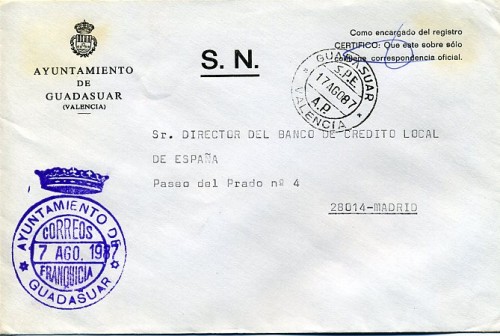 AYUNTAMIENTO
DE
GUADASUAR
(VALENCIA)
S. N.
Como encargado del registro
CERTIFICO: Que este sobre sólo
contiene correspondencia oficial.
* GUADASUAR *
S.P.E.
17 AGO 87
A.P.
VALENCIA
Sr. DIRECTOR DEL BANCO DE CREDITO LOCAL
DE ESPAÑA
Paseo del Prado nº 4
28014-MADRID
AYUNTAMIENTO DE
CORREOS
17 AGO. 1987
FRANQUICIA
GUADASUAR